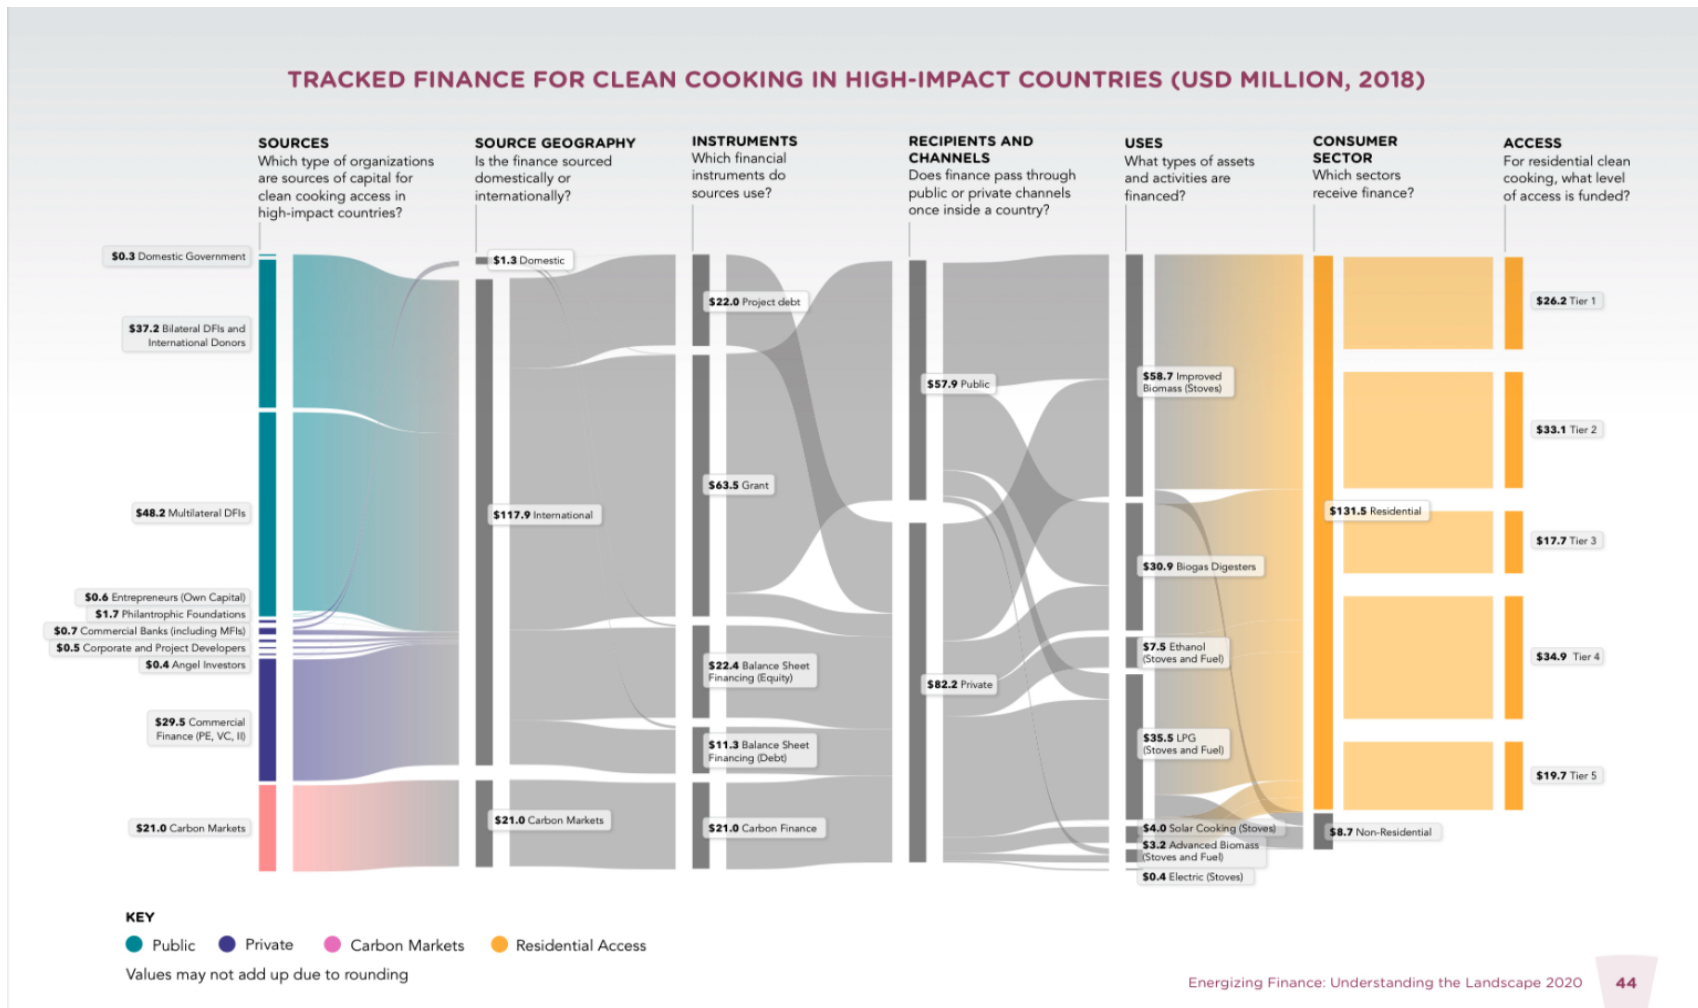 TRACKED FINANCE FOR CLEAN COOKING IN HIGH-IMPACT COUNTRIES (USD MILLION, 2018)
SOURCES
Which type of organizations
are sources of capital for
clean cooking access in
high-impact countries?
SOURCE GEOGRAPHY
Is the finance sourced
domestically or
internationally?
INSTRUMENTS
Which financial
instruments do
sources use?
RECIPIENTS AND
CHANNELS
Does finance pass through
public or private channels
once inside a country?
USES
What types of assets
and activities are
financed?
CONSUMER
SECTOR
Which sectors
receive finance?
ACCESS
For residential clean
cooking, what level
of access is funded?
$0.3 Domestic Government
$37.2 Bilateral DFIs and
International Donors
$48.2 Multilateral DFIs
$0.6 Entrepreneurs (Own Capital)
$1.7 Philantrophic Foundations
$0.7 Commercial Banks (including MFIs)
$0.5 Corporate and Project Developers
$0.4 Angel Investors
$29.5 Commercial
Finance (PE, VC, II)
$21.0 Carbon Markets
$1.3 Domestic
$117.9 International
$21.0 Carbon Markets
$22.0 Project debt
$63.5 Grant
$22.4 Balance Sheet
Financing (Equity)
$11.3 Balance Sheet
Financing (Debt)
$21.0 Carbon Finance
$57.9 Public
$82.2 Private
$58.7 Improved
Biomass (Stoves)
$30.9 Biogas Digesters
$7.5 Ethanol
(Stoves and Fuel)
$35.5 LPG
(Stoves and Fuel)
$4.0 Solar Cooking (Stoves)
$3.2 Advanced Biomass
(Stoves and Fuel)
$0.4 Electric (Stoves)
$131.5 Residential
$8.7 Non-Residential
$26.2 Tier 1
$33.1 Tier 2
$17.7 Tier 3
$34.9 Tier 4
$19.7 Tier 5
KEY
Public
Private
Carbon Markets
Residential Access
Values may not add up due to rounding
Energizing Finance: Understanding the Landscape 2020
44